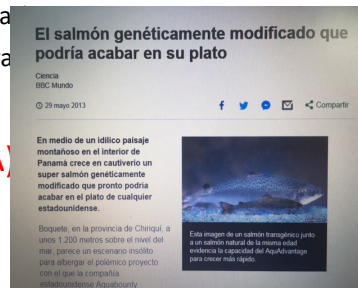 El salmón genéticamente modificado que
podría acabar en su plato
Ciencia
BBC Mundo
29 mayo 2013
Compartir
En medio de un idílico paisaje
montañoso en el interior de
Panamá crece en cautiverio un
super salmón genéticamente
modificado que pronto podría
acabar en el plato de cualquier
estadounidense.
Boquete, en la provincia de Chiriquí, a
unos 1.200 metros sobre el nivel del
mar, parece un escenario insólito
para albergar el polémico proyecto
con el que la compañía
estadounidense Aquabounty
Esta imagen de un salmón transgénico junto
a un salmón natural de la misma edad
evidencia la capacidad del AquAdvantage
para crecer más rápido.